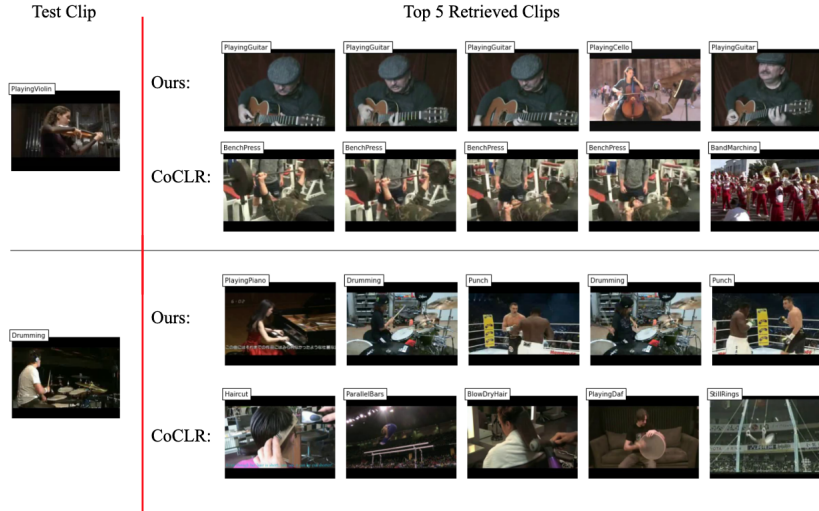 Test Clip
Top 5 Retrieved Clips
PlayingViolin
Ours:
PlayingGuitar
PlayingGuitar
PlayingGuitar
PlayingCello
PlayingGuitar
CoCLR:
BenchPress
BenchPress
BenchPress
BenchPress
BandMarching
Drumming
Ours:
PlayingPiano
Drumming
Punch
Drumming
Punch
CoCLR:
Haircut
ParallelBars
BlowDryHair
PlayingDaf
StillRings